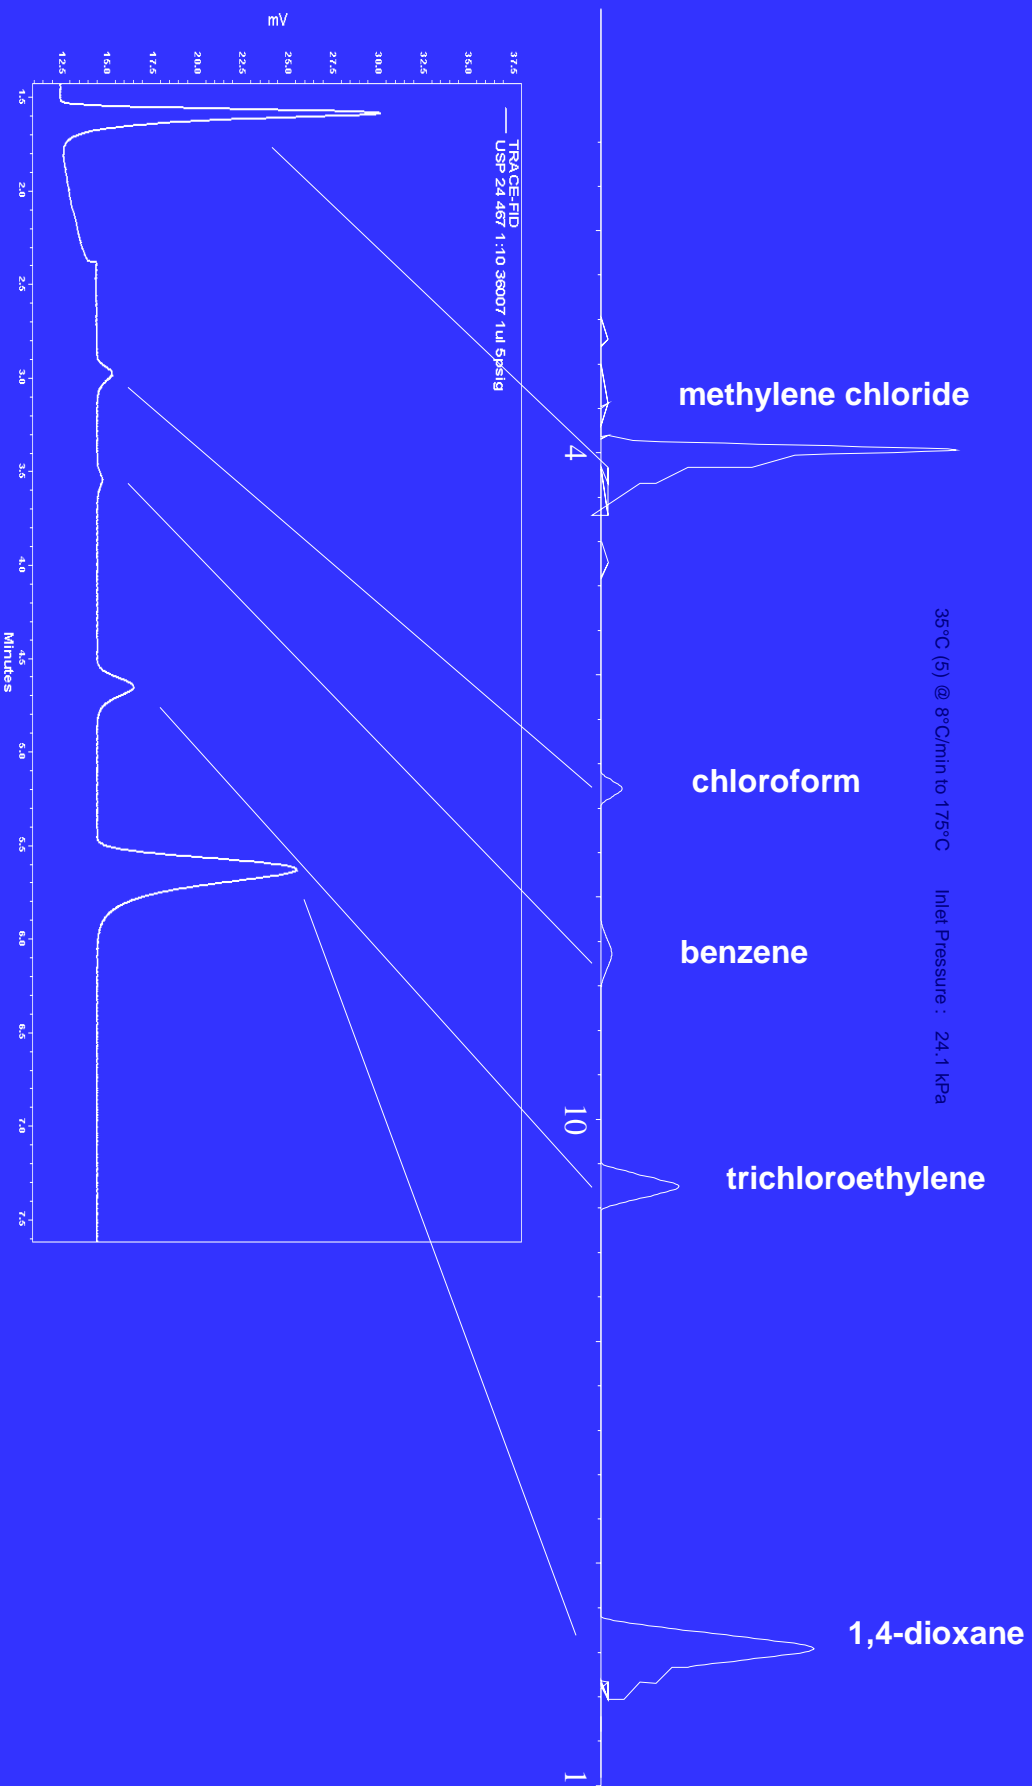 mV
12.5
15.0
17.5
20.0
22.5
25.0
27.5
30.0
32.5
35.0
37.5
TRACE-FID
USP 24 467 1:10 36007 1ul 5psig
1.5
2.0
2.5
3.0
3.5
4.0
4.5
5.0
5.5
6.0
6.5
7.0
7.5
Minutes
methylene chloride
chloroform
benzene
trichloroethylene
1,4-dioxane
4
10
1
35°C (5) @ 8°C/min to 175°C Inlet Pressure : 24.1 kPa